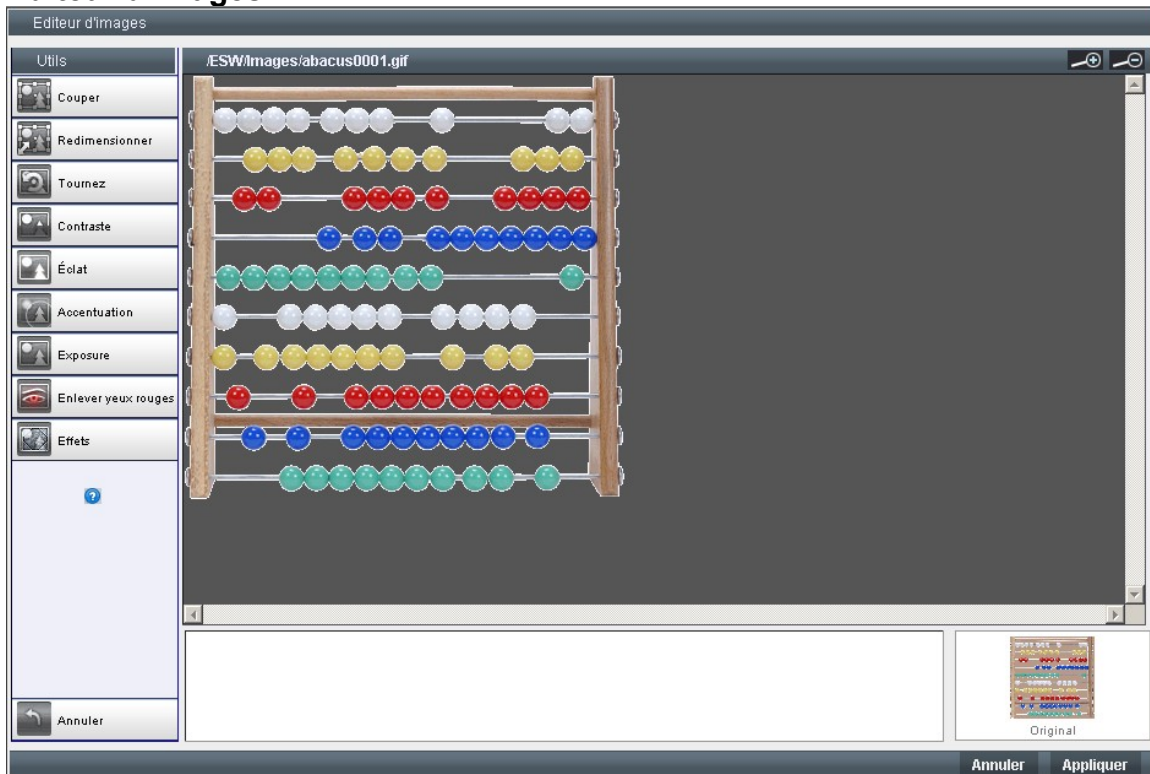 Editeur d'images
Utils
/ESW/Images/abacus0001.gif
Couper
Redimensionner
Tournez
Contraste
Éclat
Accentuation
Exposure
Enlever yeux rouges
Effets
?
Annuler
Original
Annuler Appliquer